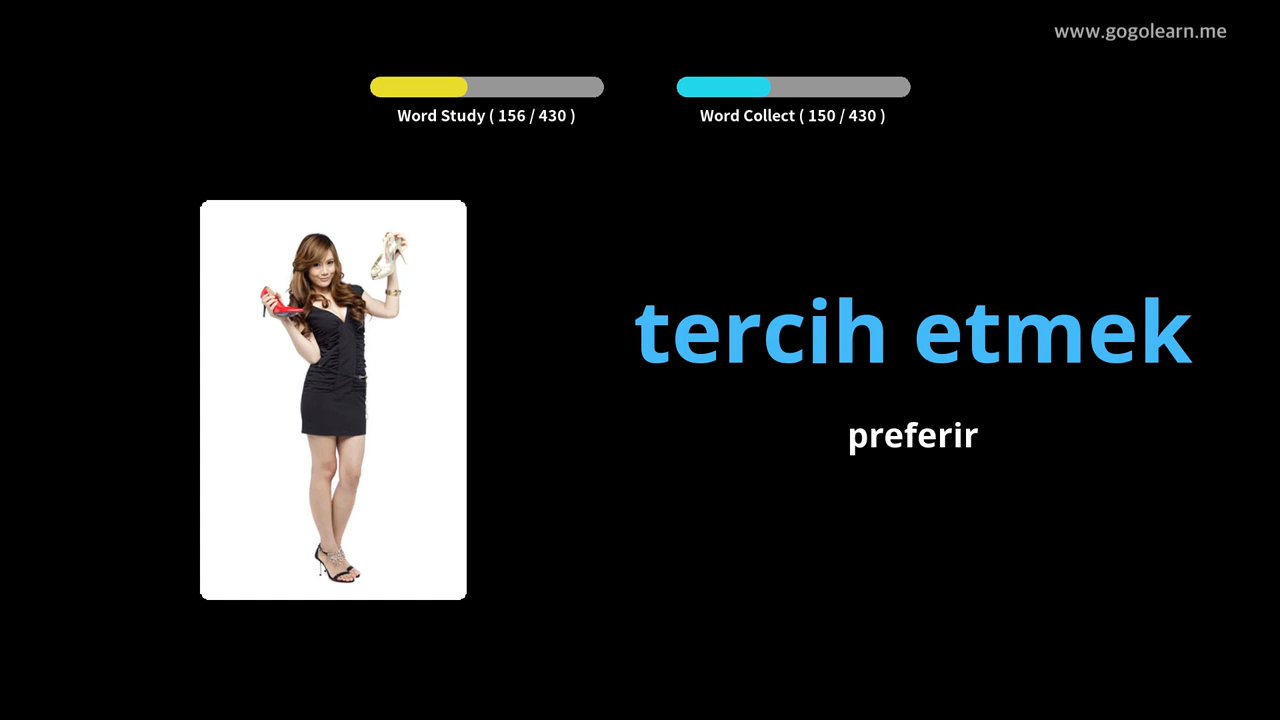 www.gogolearn.me
Word Study ( 156 / 430 )
Word Collect ( 150 / 430 )
tercih etmek
preferir